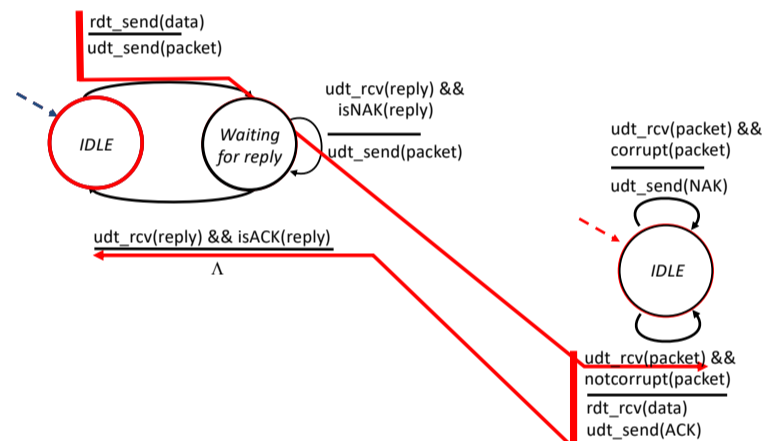 rdt_send(data)
udt_send(packet)
IDLE
Waiting
for reply
udt_rcv(reply) &&
isNAK(reply)
udt_send(packet)
udt_rcv(reply) && isACK(reply)
Λ
udt_rcv(packet) &&
corrupt(packet)
udt_send(NAK)
IDLE
udt_rcv(packet) &&
notcorrupt(packet)
rdt_rcv(data)
udt_send(ACK)